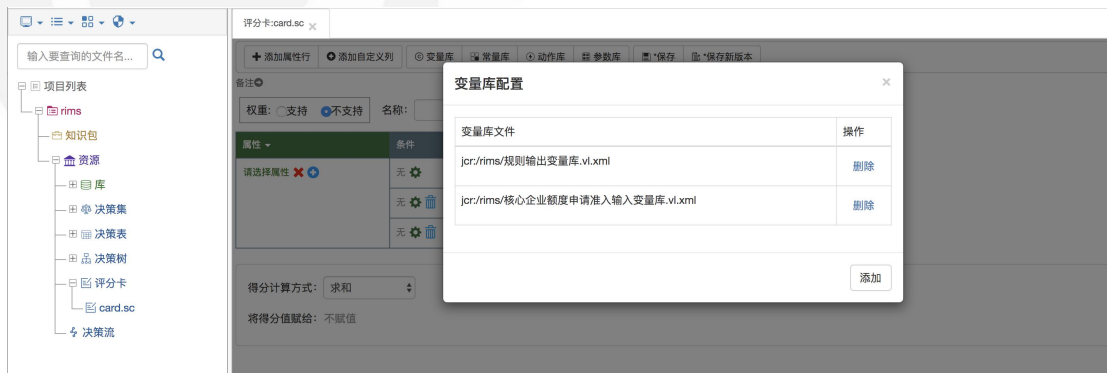 评分卡:card.sc
输入要查询的文件名...
项目列表
rims
知识包
资源
库
决策集
决策表
决策树
评分卡
card.sc
决策流
添加属性行 添加自定义列 变量库 常量库 动作库 参数库 *保存 *保存新版本
备注
权重: 不支持 支持 名称:
属性 条件
请选择属性 无
无
无
得分计算方式: 求和
将得分值赋给: 不赋值
变量库配置
变量库文件 操作
jcr:/rims/规则输出变量库.vl.xml 删除
jcr:/rims/核心企业额度申请准入输入变量库.vl.xml 删除
添加